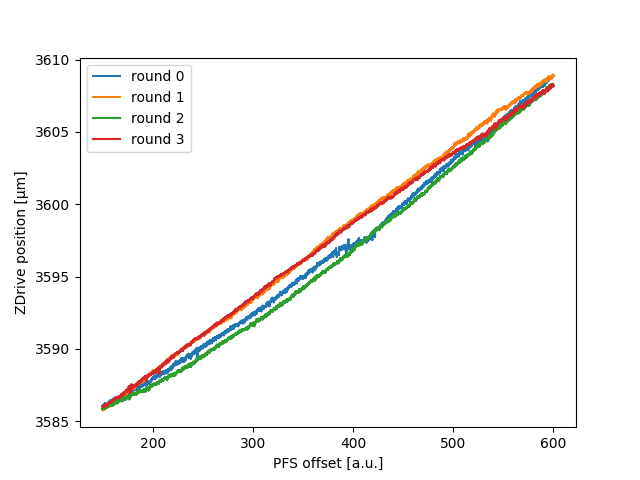 3610
3605
3600
3595
3590
3585
ZDrive position [µm]
round 0
round 1
round 2
round 3
200
300
400
500
600
PFS offset [a.u.]